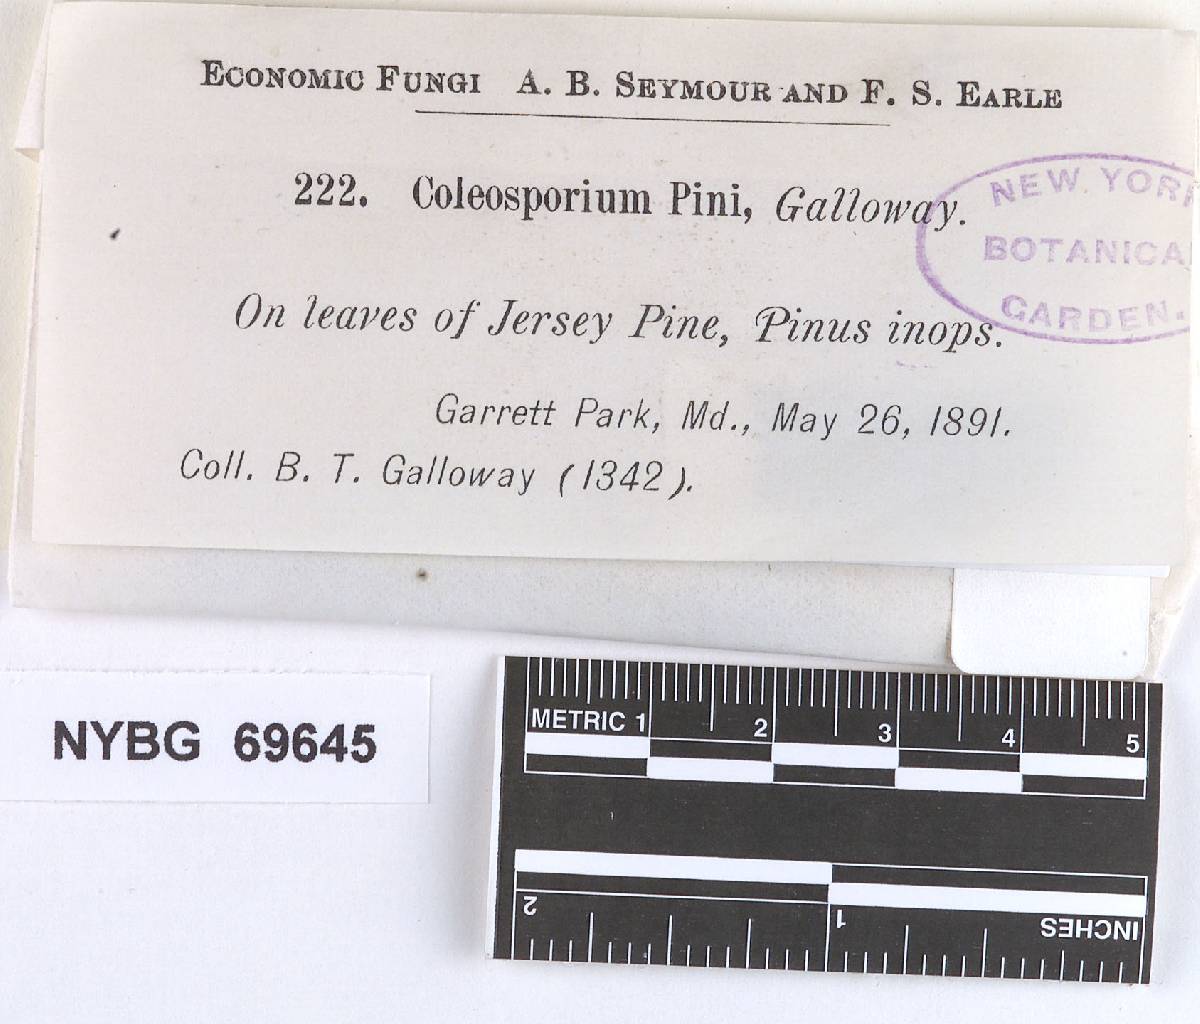 Economic Fungi A. B. Seymour and F. S. Earle
222. Coleosporium Pini, Galloway.
NEW YORK
BOTANICAL
GARDEN.
On leaves of Jersey Pine, Pinus inops.
Garrett Park, Md., May 26, 1891.
Coll. B. T. Galloway (1342).
NYBG 69645
METRIC 1 2 3 4 5
2 1 INCHES